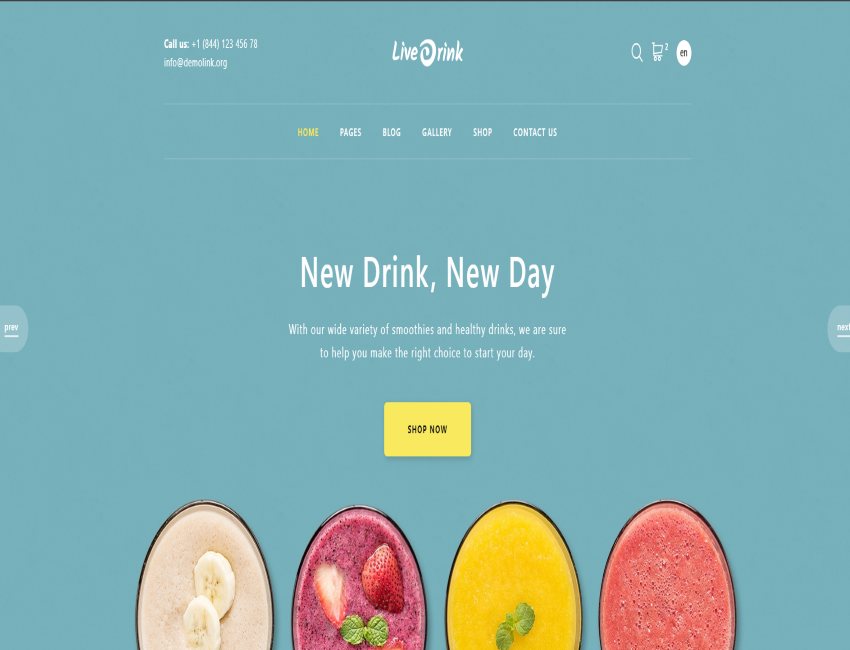 Call us: +1 (844) 123 456 78
info@demolink.org
Live Drink
2
en
HOME PAGES BLOG GALLERY SHOP CONTACT US
New Drink, New Day
With our wide variety of smoothies and healthy drinks, we are sure
to help you make the right choice to start your day.
prev
next
SHOP NOW